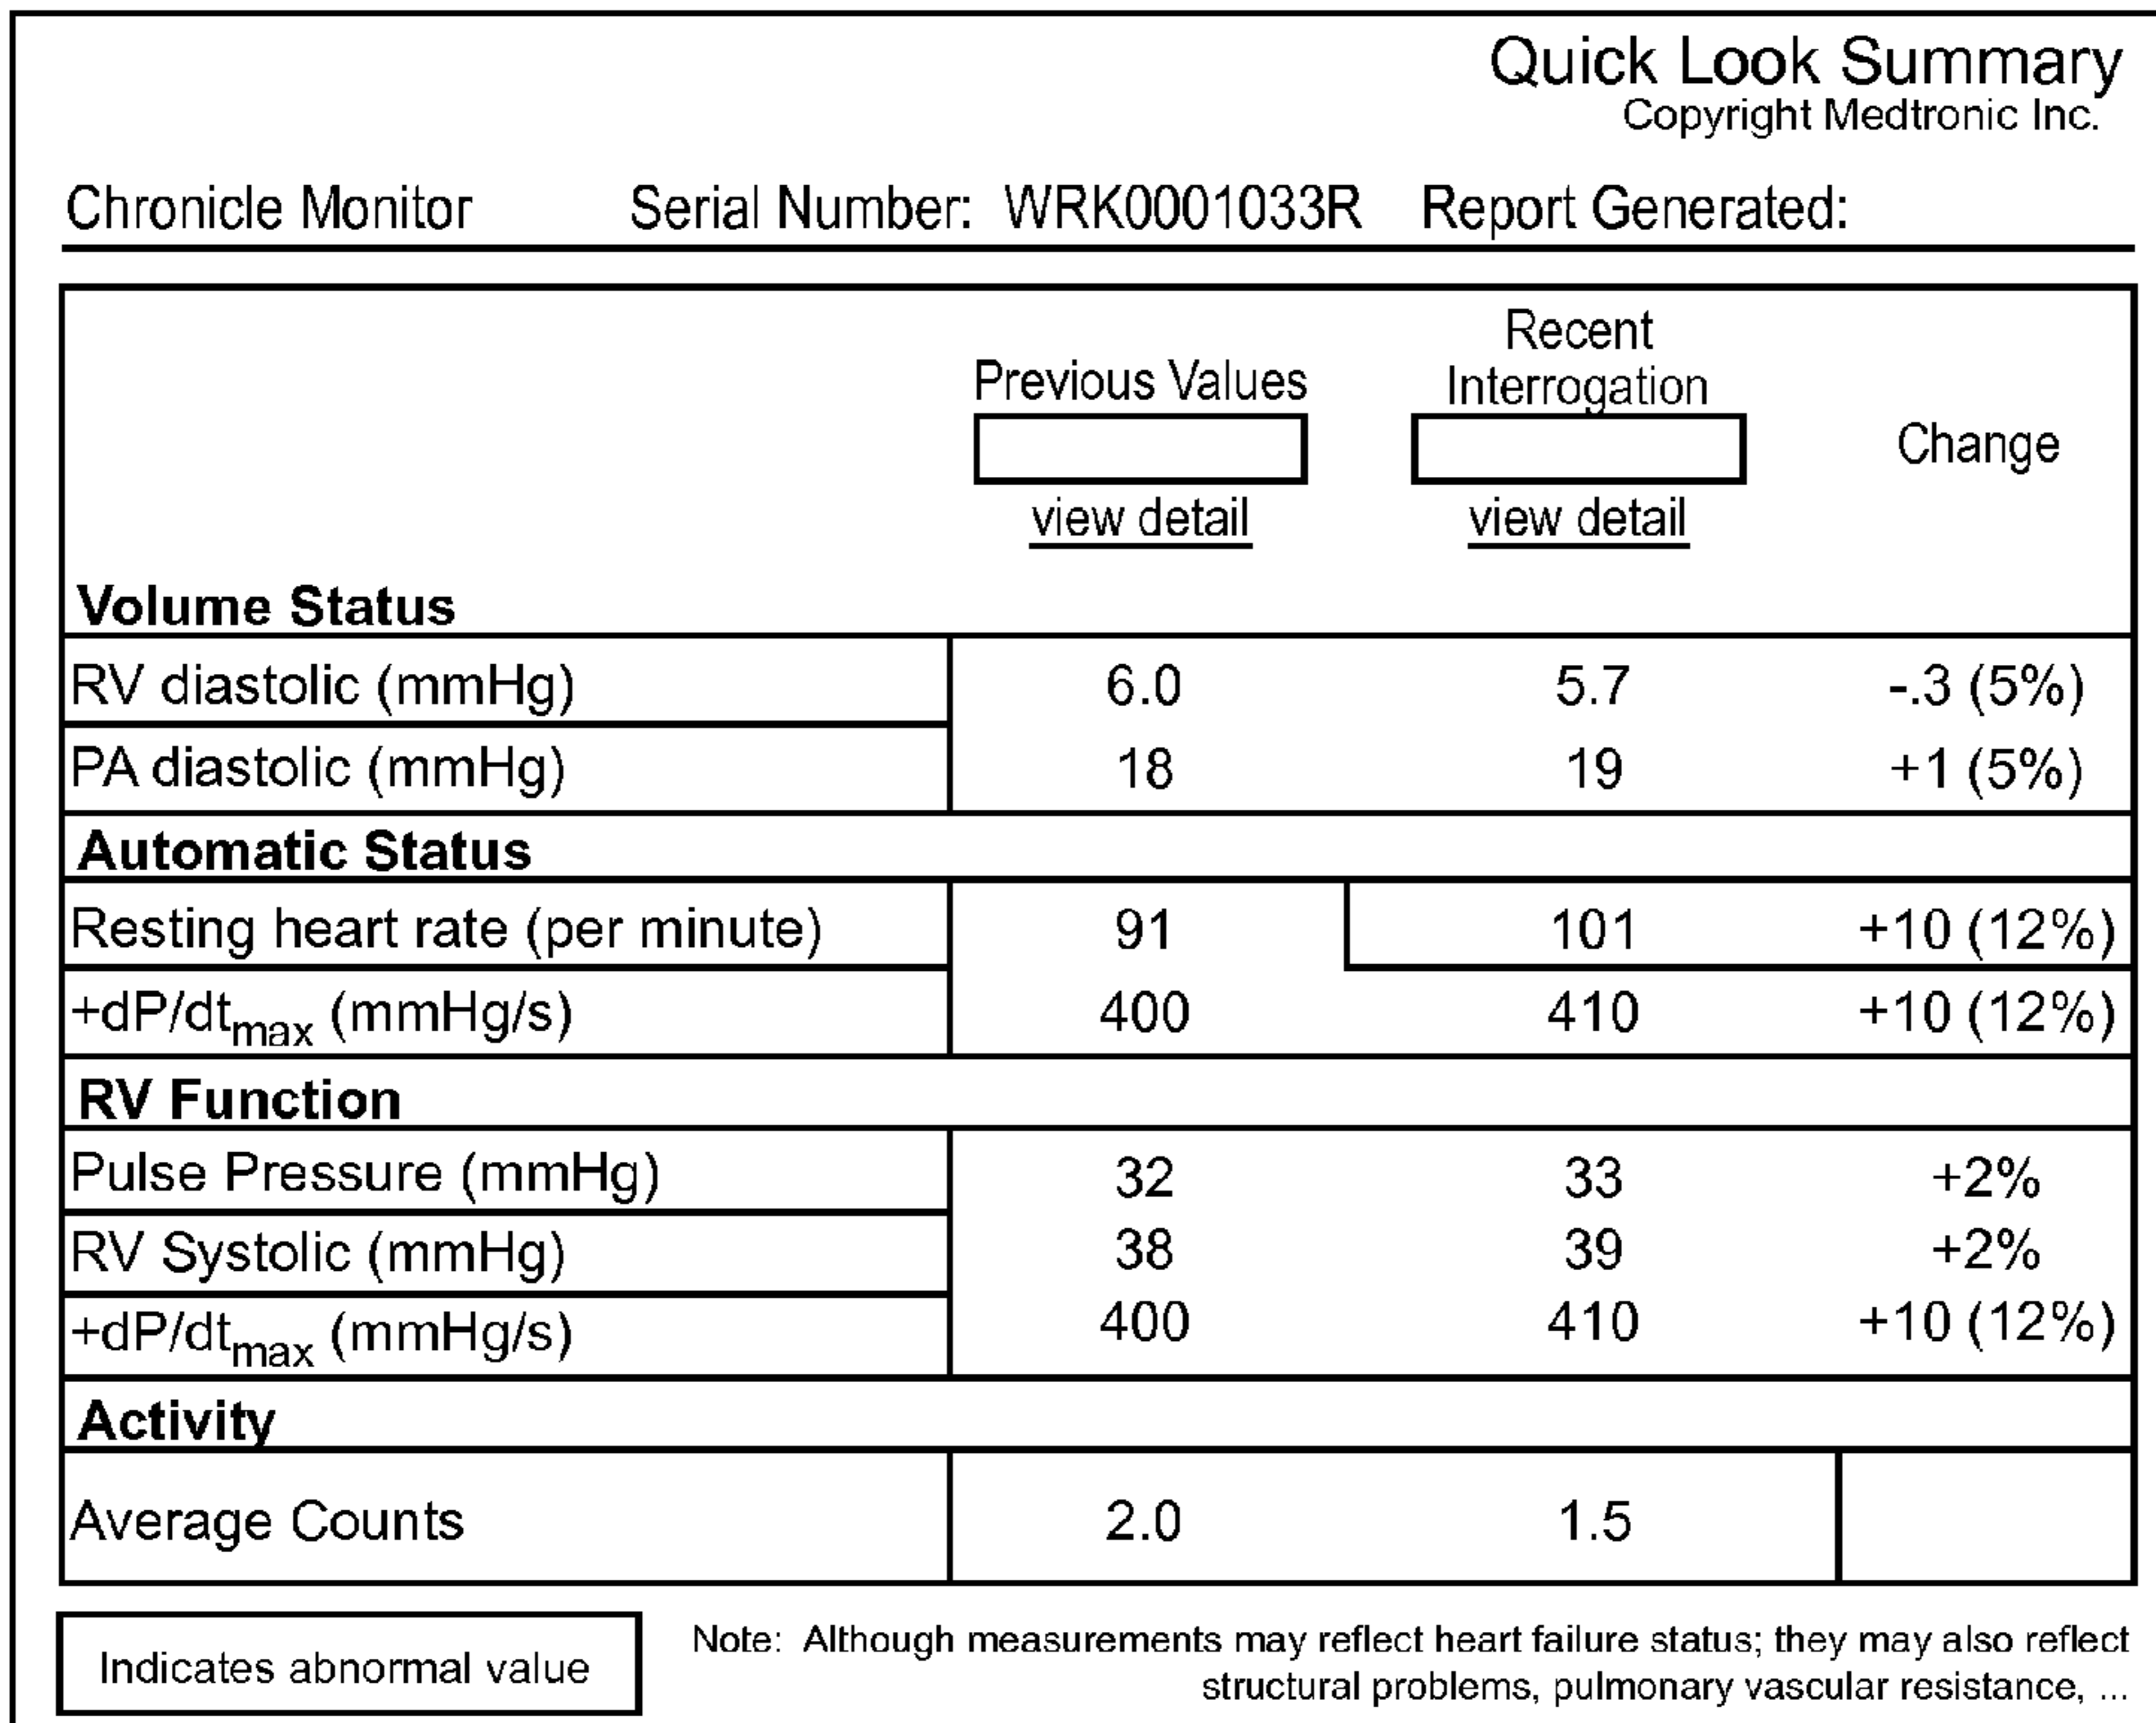 Quick Look Summary
Copyright Medtronic Inc.
Chronicle Monitor Serial Number: WRK0001033R Report Generated:
Previous Values Recent Interrogation Change
view detail view detail
Volume Status
RV diastolic (mmHg) 6.0 5.7 -.3 (5%)
PA diastolic (mmHg) 18 19 +1 (5%)
Automatic Status
Resting heart rate (per minute) 91 101 +10 (12%)
+dP/dtmax (mmHg/s) 400 410 +10 (12%)
RV Function
Pulse Pressure (mmHg) 32 33 +2%
RV Systolic (mmHg) 38 39 +2%
+dP/dtmax (mmHg/s) 400 410 +10 (12%)
Activity
Average Counts 2.0 1.5
Indicates abnormal value
Note: Although measurements may reflect heart failure status; they may also reflect
structural problems, pulmonary vascular resistance, ...